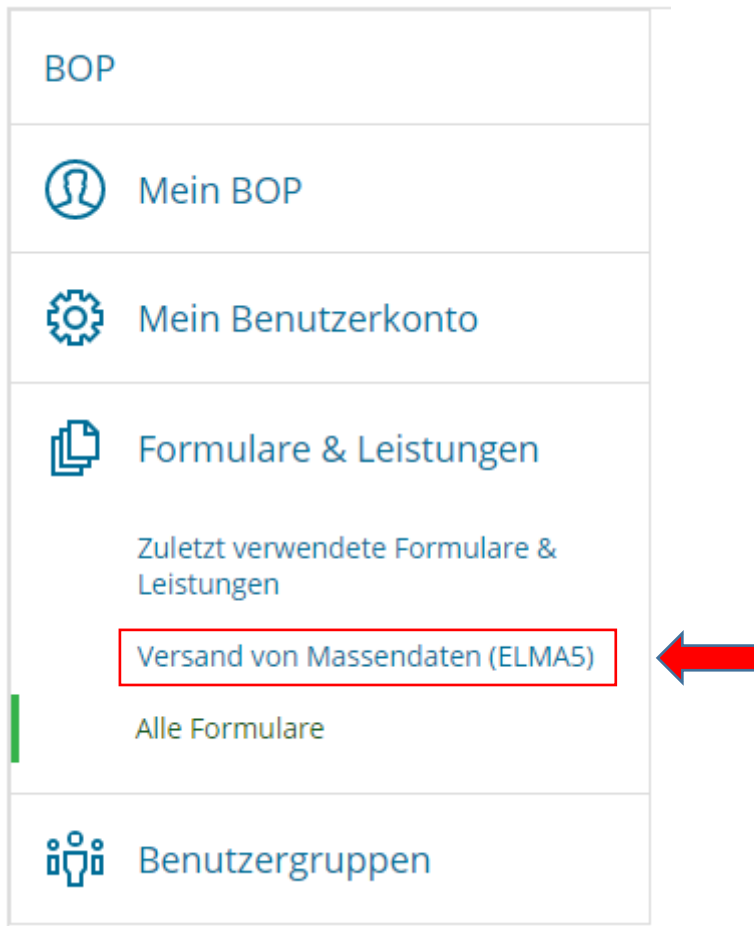 BOP
Mein BOP
Mein Benutzerkonto
Formulare & Leistungen
Zuletzt verwendete Formulare &
Leistungen
Versand von Massendaten (ELMA5)
Alle Formulare
Benutzergruppen